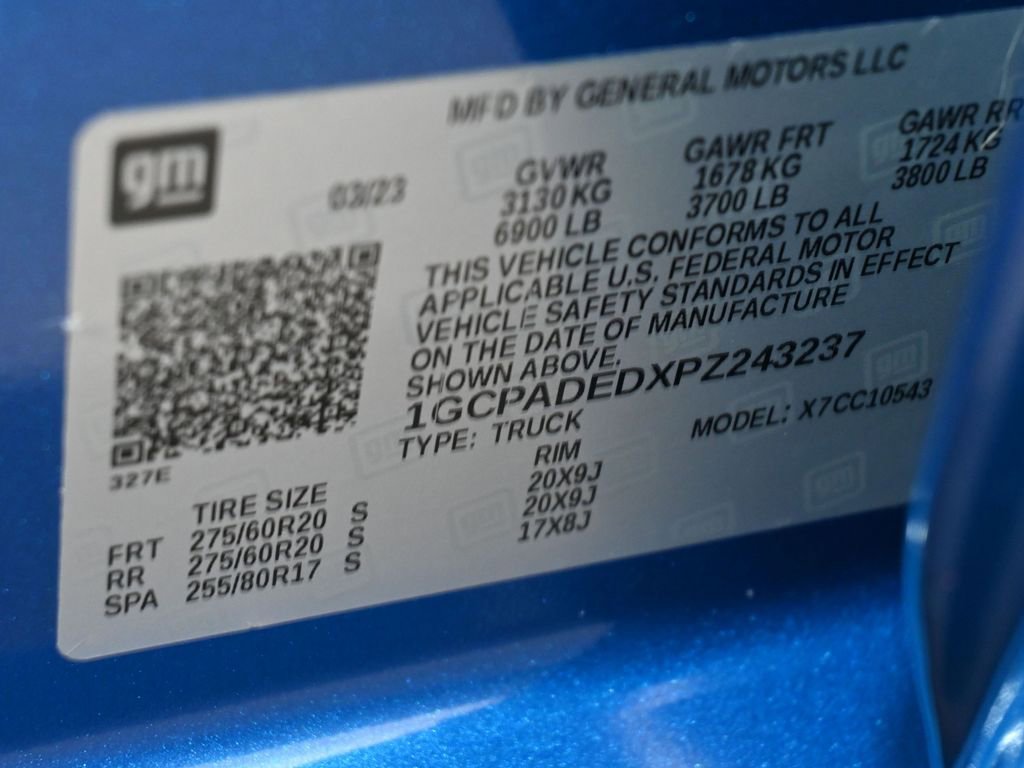 MFD BY GENERAL MOTORS LLC
gm
03/23
GVWR
3130 KG
6900 LB
GAWR FRT
1678 KG
3700 LB
GAWR RR
1724 KG
3800 LB
THIS VEHICLE CONFORMS TO ALL
APPLICABLE U.S. FEDERAL MOTOR
VEHICLE SAFETY STANDARDS IN EFFECT
ON THE DATE OF MANUFACTURE
SHOWN ABOVE.
1GCPADEDXPZ243237
TYPE: TRUCK
MODEL: X7CC10543
327E
TIRE SIZE
RIM
FRT 275/60R20 S 20X9J
RR 275/60R20 S 20X9J
SPA 255/80R17 S 17X8J